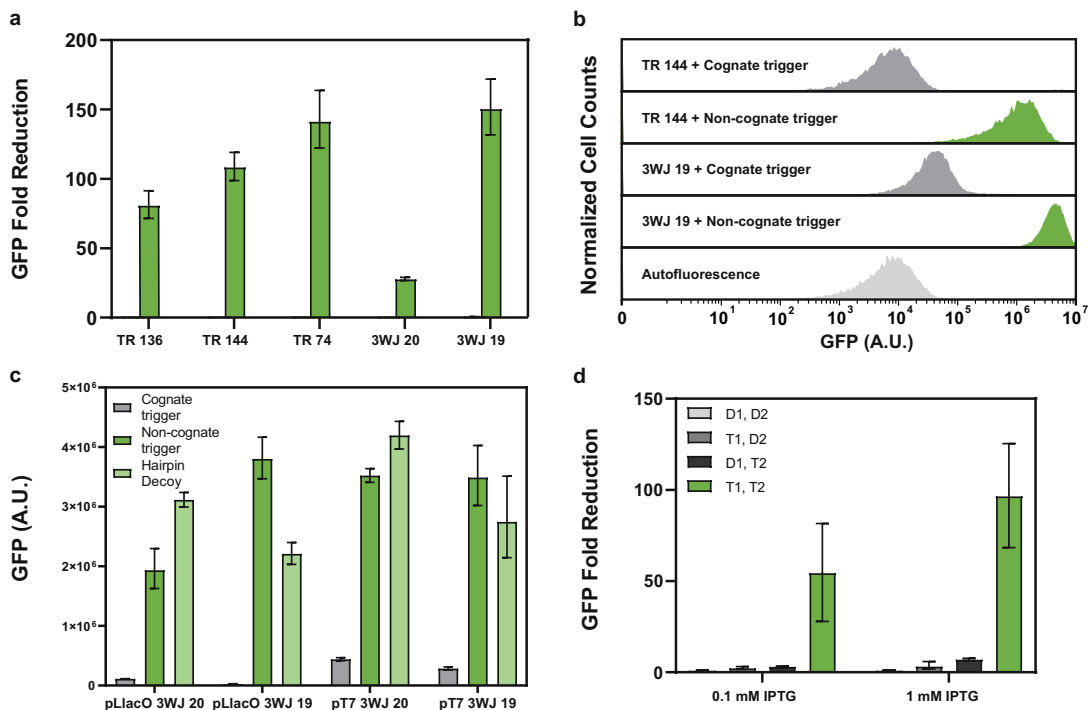 a
GFP Fold Reduction
200
150
100
50
0
TR 136
TR 144
TR 74
3WJ 20
3WJ 19
b
Normalized Cell Counts
TR 144 + Cognate trigger
TR 144 + Non-cognate trigger
3WJ 19 + Cognate trigger
3WJ 19 + Non-cognate trigger
Autofluorescence
0
10¹
10²
10³
10⁴
10⁵
10⁶
10⁷
GFP (A.U.)
c
GFP (A.U.)
5×10⁶
4×10⁶
3×10⁶
2×10⁶
1×10⁶
0
Cognate
trigger
Non-cognate
trigger
Hairpin
Decoy
pLlacO 3WJ 20
pLlacO 3WJ 19
pT7 3WJ 20
pT7 3WJ 19
d
GFP Fold Reduction
150
100
50
0
D1, D2
T1, D2
D1, T2
T1, T2
0.1 mM IPTG
1 mM IPTG